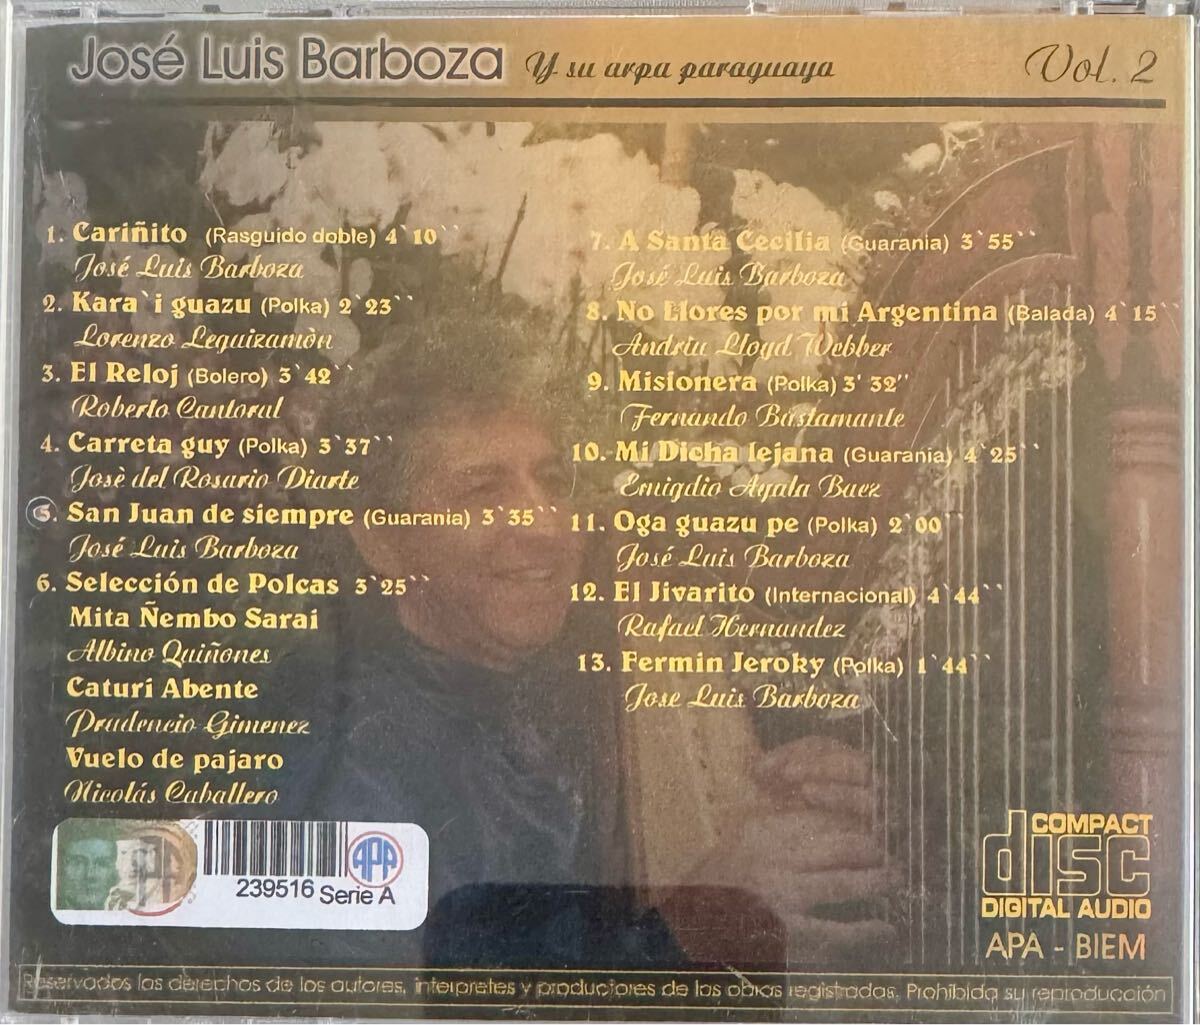 José Luis Barboza Y su arpa paraguaya Vol. 2
1. Cariñito (Rasguido doble) 4`10``
José Luis Barboza
2. Kara`i guazu (Polka) 2`23``
Lorenzo Leguizamòn
3. El Reloj (Bolero) 3`42``
Roberto Cantoral
4. Carreta guy (Polka) 3`37``
Josè del Rosario Diarte
5. San Juan de siempre (Guarania) 3`35``
José Luis Barboza
6. Selección de Polcas 3`25``
Mita Ñembo Sarai
Albino Quiñones
Caturi Abente
Prudencio Gimenez
Vuelo de pajaro
Nicolás Caballero
7. A Santa Cecilia (Guarania) 3`55``
José Luis Barboza
8. No Llores por mi Argentina (Balada) 4`15``
Andriu Lloyd Webber
9. Misionera (Polka) 3' 32"
Fernando Bustamante
10. Mi Dicha lejana (Guarania) 4`25``
Emigdio Ayala Baez
11. Oga guazu pe (Polka) 2`00``
José Luis Barboza
12. El Jivarito (Internacional) 4`44``
Rafael Hernandez
13. Fermin Jeroky (Polka) 1`44``
Jose Luis Barboza
APA
239516 Serie A
COMPACT
disc
DIGITAL AUDIO
APA - BIEM
Reservados los derechos de los autores, interpretes y productores de las obras registradas. Prohibida su reproducción